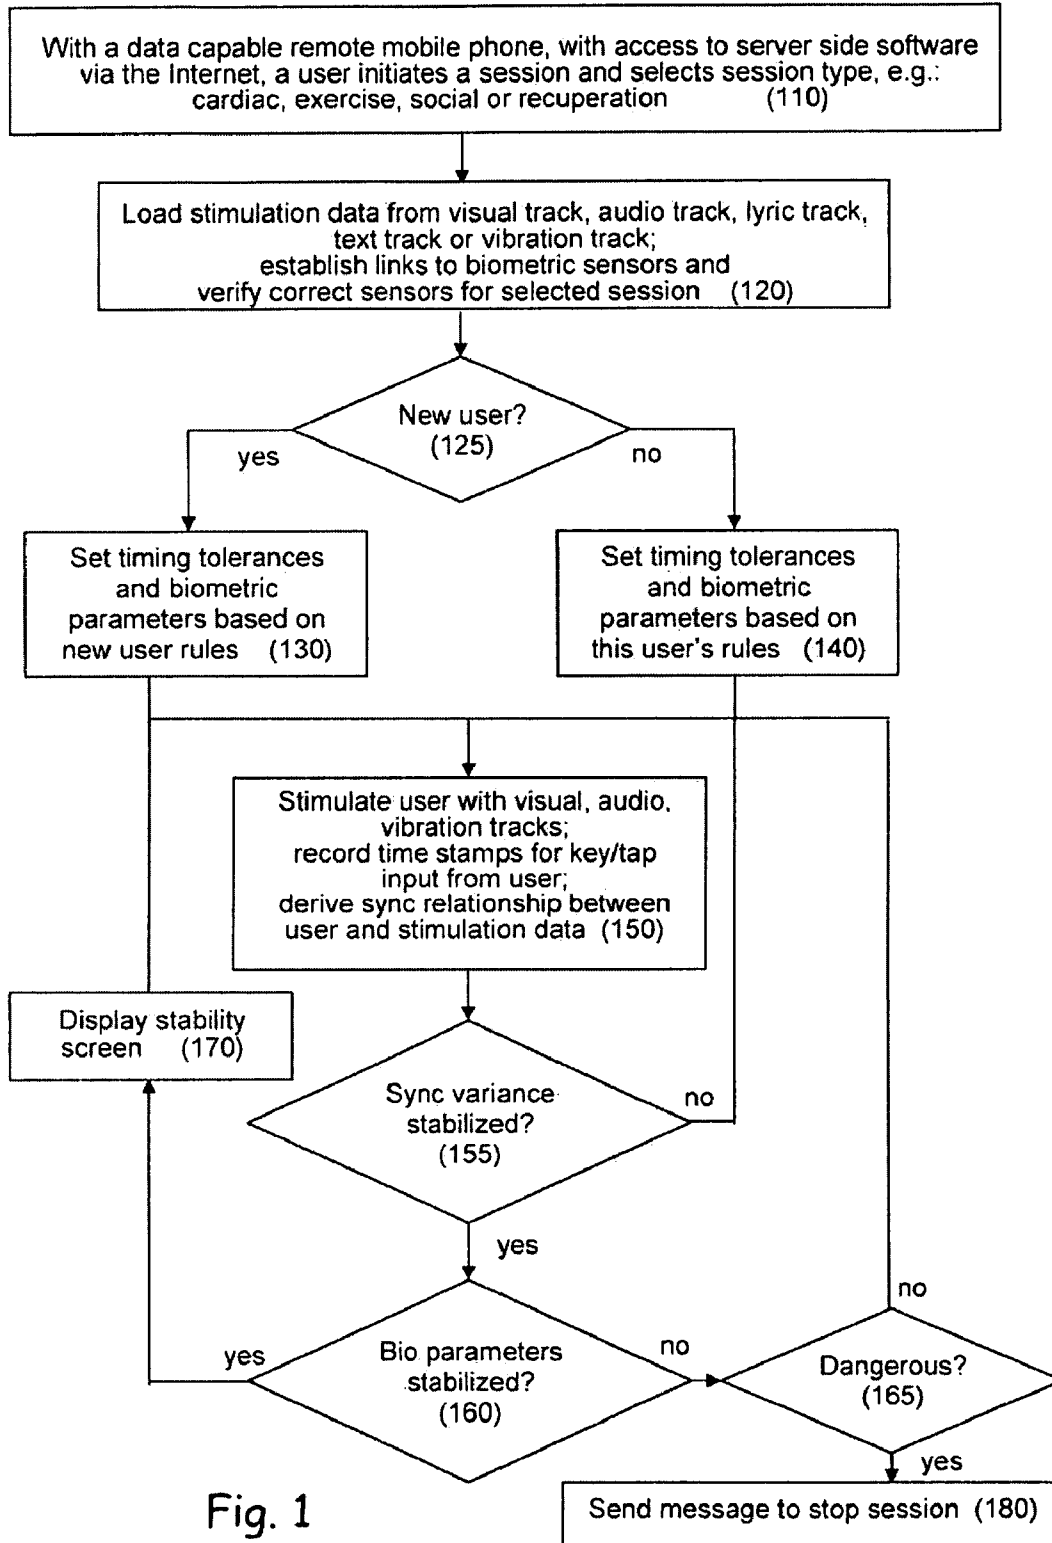 With a data capable remote mobile phone, with access to server side software
via the Internet, a user initiates a session and selects session type, e.g.:
cardiac, exercise, social or recuperation (110)
Load stimulation data from visual track, audio track, lyric track,
text track or vibration track;
establish links to biometric sensors and
verify correct sensors for selected session (120)
New user?
(125)
yes
no
Set timing tolerances
and biometric
parameters based on
new user rules (130)
Set timing tolerances
and biometric
parameters based on
this user's rules (140)
Stimulate user with visual, audio,
vibration tracks;
record time stamps for key/tap
input from user;
derive sync relationship between
user and stimulation data (150)
Display stability
screen (170)
Sync variance
stabilized?
(155)
no
yes
Bio parameters
stabilized?
(160)
yes
no
Dangerous?
(165)
no
yes
Send message to stop session (180)
Fig. 1